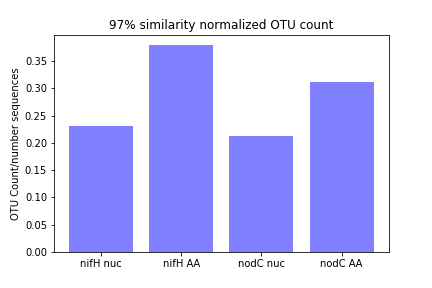 97% similarity normalized OTU count
OTU Count/number sequences
0.35
0.30
0.25
0.20
0.15
0.10
0.05
0.00
nifH nuc
nifH AA
nodC nuc
nodC AA